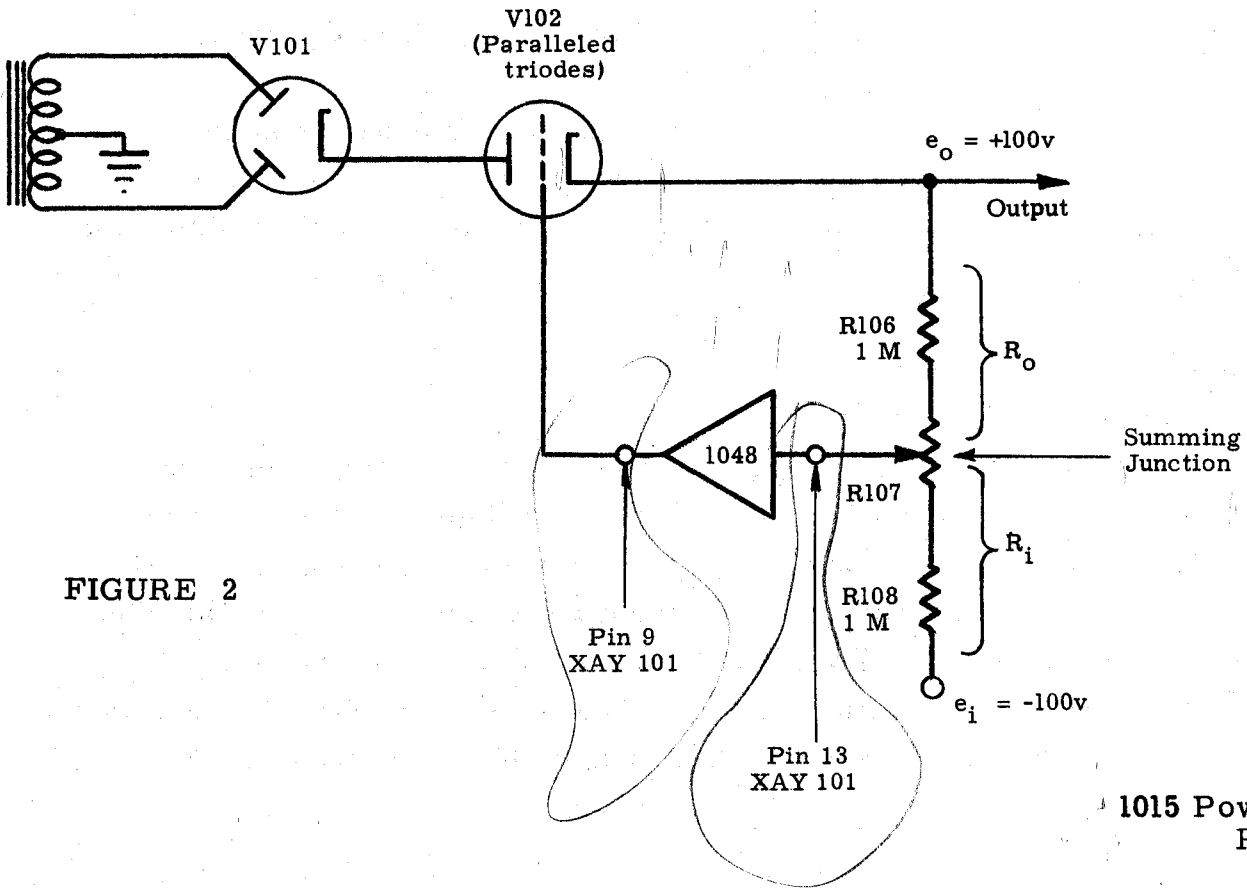 V101
V102
(Paralleled
triodes)
e_o = +100v
Output
R106
1 M
R_o
1048
R107
Summing
Junction
R_i
R108
1 M
FIGURE 2
Pin 9
XAY 101
e_i = -100v
Pin 13
XAY 101
1015 Pow